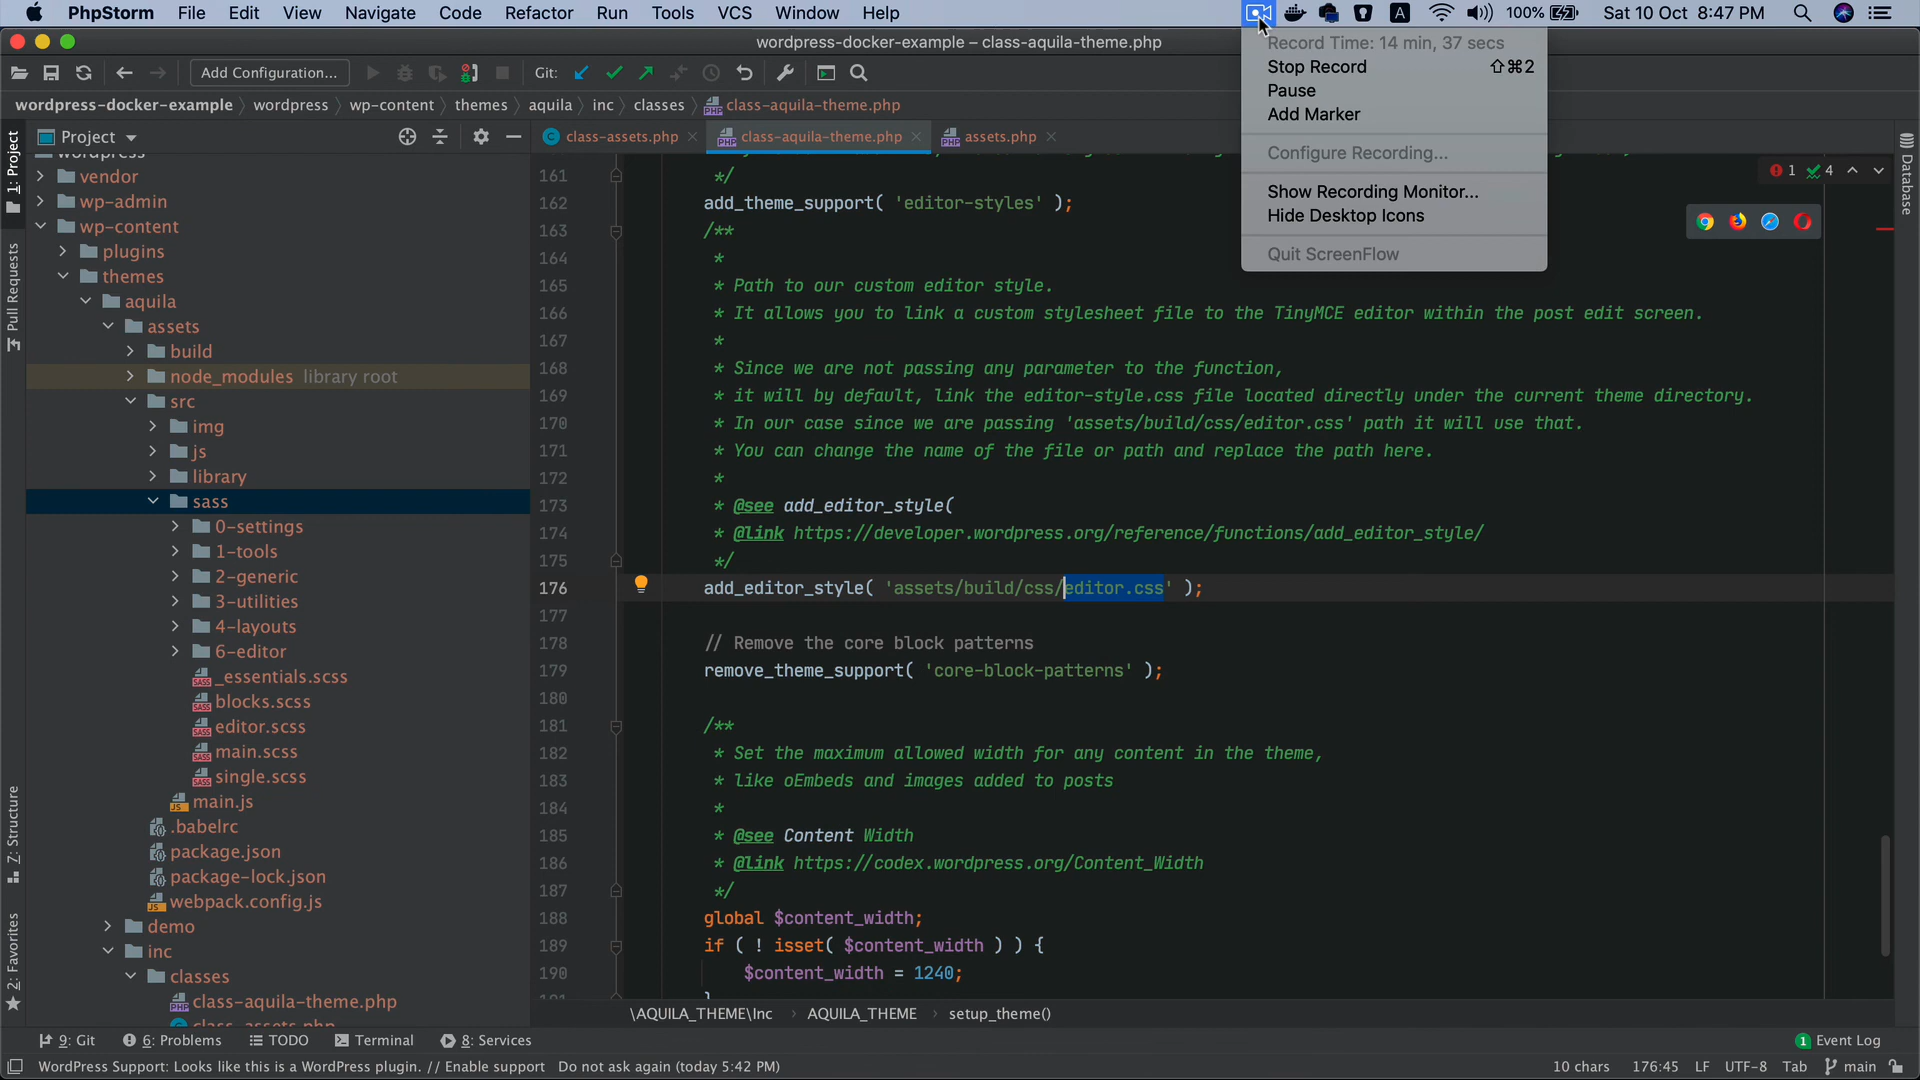 PhpStorm File Edit View Navigate Code Refactor Run Tools VCS Window Help A 100% Sat 10 Oct 8:47 PM
wordpress-docker-example – class-aquila-theme.php
Record Time: 14 min, 37 secs
Stop Record ⇧⌘2
Pause
Add Marker
Configure Recording...
Show Recording Monitor...
Hide Desktop Icons
Quit ScreenFlow
Add Configuration... Git:
wordpress-docker-example wordpress wp-content themes aquila inc classes class-aquila-theme.php
Project
class-assets.php class-aquila-theme.php assets.php
1: Project
Pull Requests
7: Structure
2: Favorites
Database
wordpress
vendor
wp-admin
wp-content
plugins
themes
aquila
assets
build
node_modules library root
src
img
js
library
sass
0-settings
1-tools
2-generic
3-utilities
4-layouts
6-editor
_essentials.scss
blocks.scss
editor.scss
main.scss
single.scss
main.js
.babelrc
package.json
package-lock.json
webpack.config.js
demo
inc
classes
class-aquila-theme.php
class-assets.php
1 4
161 */
162 add_theme_support( 'editor-styles' );
163 /**
164 *
165 * Path to our custom editor style.
166 * It allows you to link a custom stylesheet file to the TinyMCE editor within the post edit screen.
167 *
168 * Since we are not passing any parameter to the function,
169 * it will by default, link the editor-style.css file located directly under the current theme directory.
170 * In our case since we are passing 'assets/build/css/editor.css' path it will use that.
171 * You can change the name of the file or path and replace the path here.
172 *
173 * @see add_editor_style(
174 * @link https://developer.wordpress.org/reference/functions/add_editor_style/
175 */
176 add_editor_style( 'assets/build/css/editor.css' );
177
178 // Remove the core block patterns
179 remove_theme_support( 'core-block-patterns' );
180
181 /**
182 * Set the maximum allowed width for any content in the theme,
183 * like oEmbeds and images added to posts
184 *
185 * @see Content Width
186 * @link https://codex.wordpress.org/Content_Width
187 */
188 global $content_width;
189 if ( ! isset( $content_width ) ) {
190 $content_width = 1240;
191 }
\AQUILA_THEME\Inc AQUILA_THEME setup_theme()
9: Git 6: Problems TODO Terminal 8: Services 1 Event Log
WordPress Support: Looks like this is a WordPress plugin. // Enable support Do not ask again (today 5:42 PM) 10 chars 176:45 LF UTF-8 Tab main